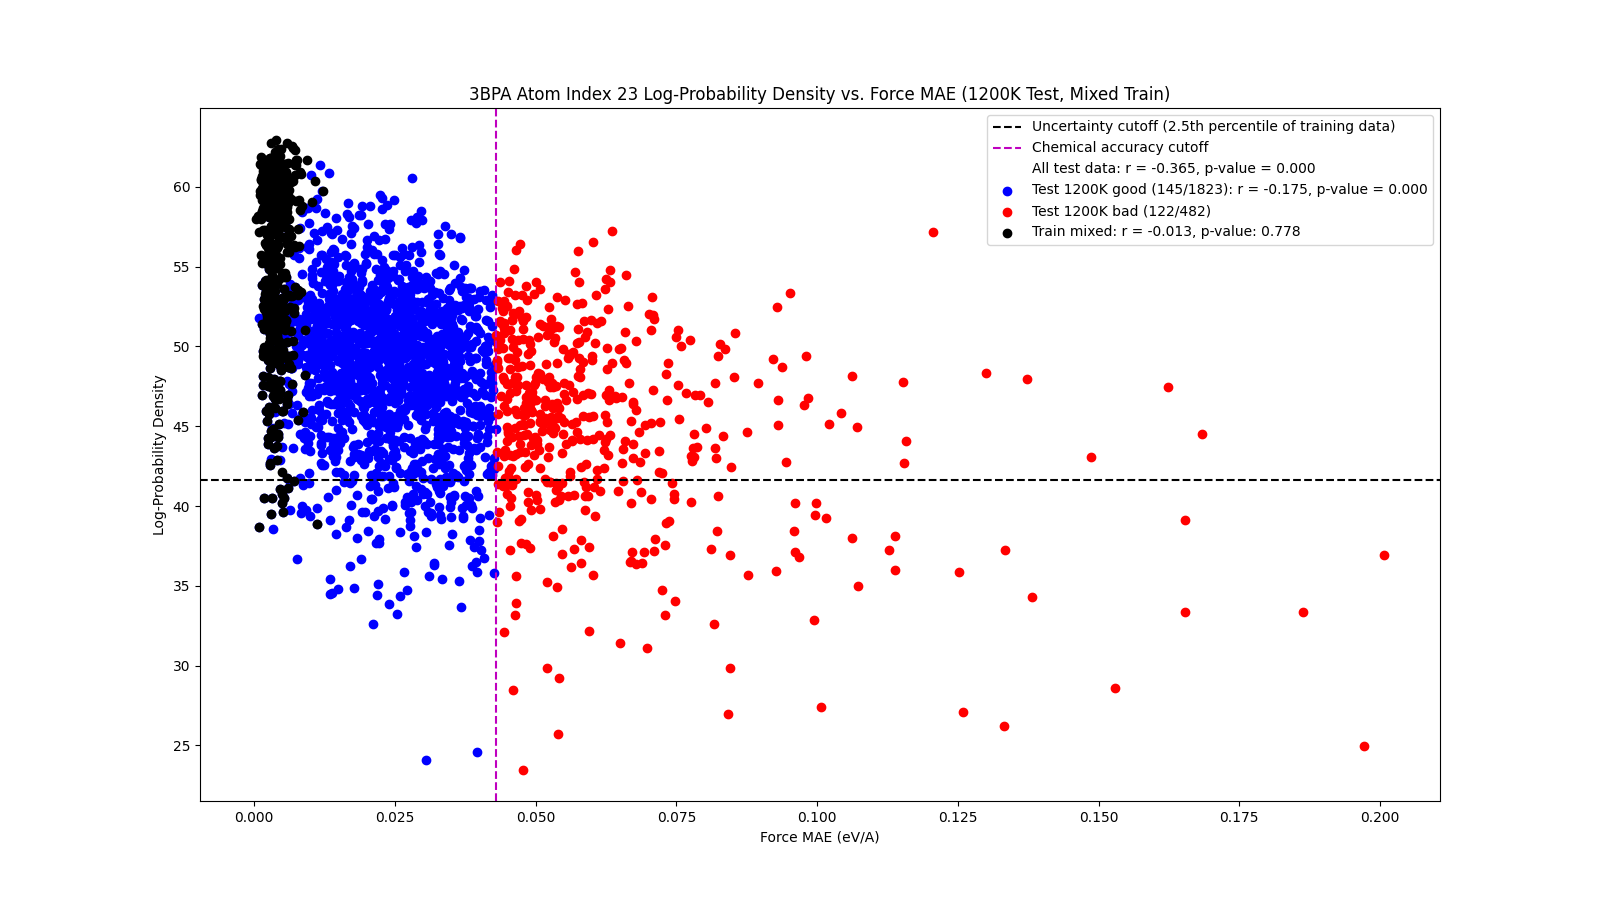 3BPA Atom Index 23 Log-Probability Density vs. Force MAE (1200K Test, Mixed Train)
Uncertainty cutoff (2.5th percentile of training data)
Chemical accuracy cutoff
All test data: r = -0.365, p-value = 0.000
Test 1200K good (145/1823): r = -0.175, p-value = 0.000
Test 1200K bad (122/482)
Train mixed: r = -0.013, p-value: 0.778
Log-Probability Density
60
55
50
45
40
35
30
25
0.000 0.025 0.050 0.075 0.100 0.125 0.150 0.175 0.200
Force MAE (eV/A)